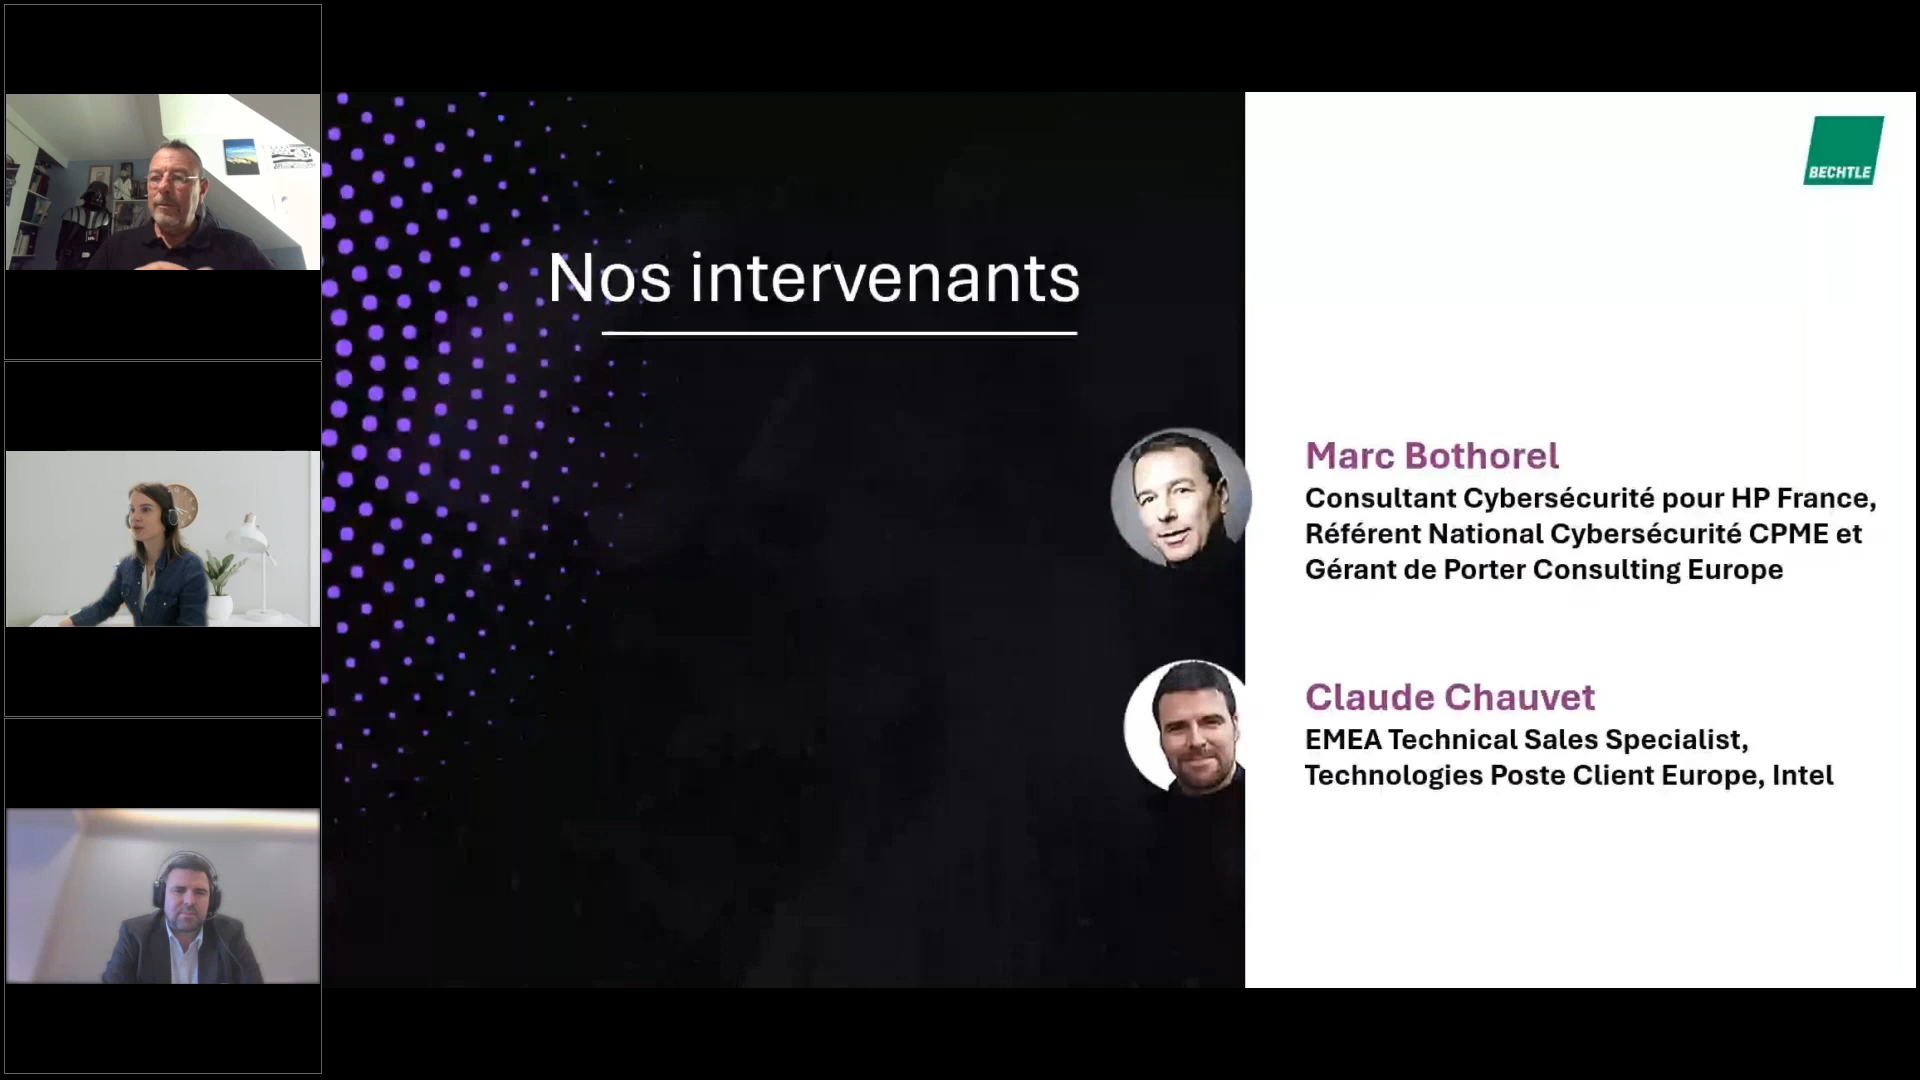 Nos intervenants
BECHTLE
Marc Bothorel
Consultant Cybersécurité pour HP France,
Référent National Cybersécurité CPME et
Gérant de Porter Consulting Europe
Claude Chauvet
EMEA Technical Sales Specialist,
Technologies Poste Client Europe, Intel